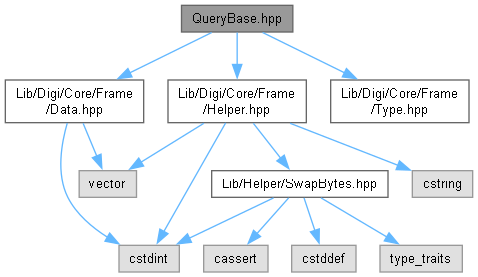 QueryBase.hpp
Lib/Digi/Core/Frame
/Data.hpp
Lib/Digi/Core/Frame
/Helper.hpp
Lib/Digi/Core/Frame
/Type.hpp
vector
Lib/Helper/SwapBytes.hpp
cstring
cstdint
cassert
cstddef
type_traits